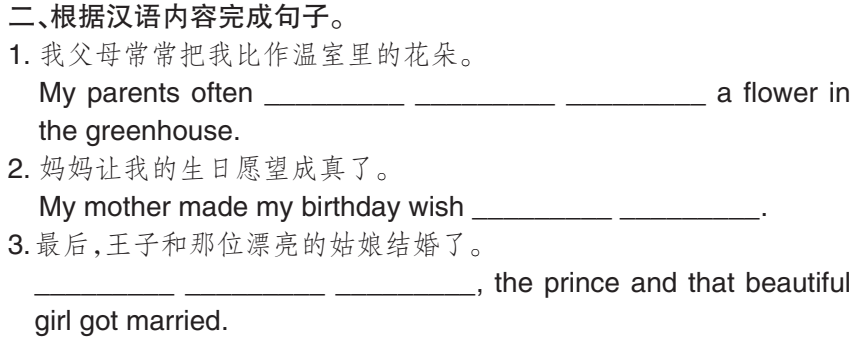 二、根据汉语内容完成句子。
1. 我父母常常把我比作温室里的花朵。
My parents often _________ _________ _________ a flower in
the greenhouse.
2. 妈妈让我的生日愿望成真了。
My mother made my birthday wish _________ _________.
3. 最后,王子和那位漂亮的姑娘结婚了。
_________ _________ _________, the prince and that beautiful
girl got married.